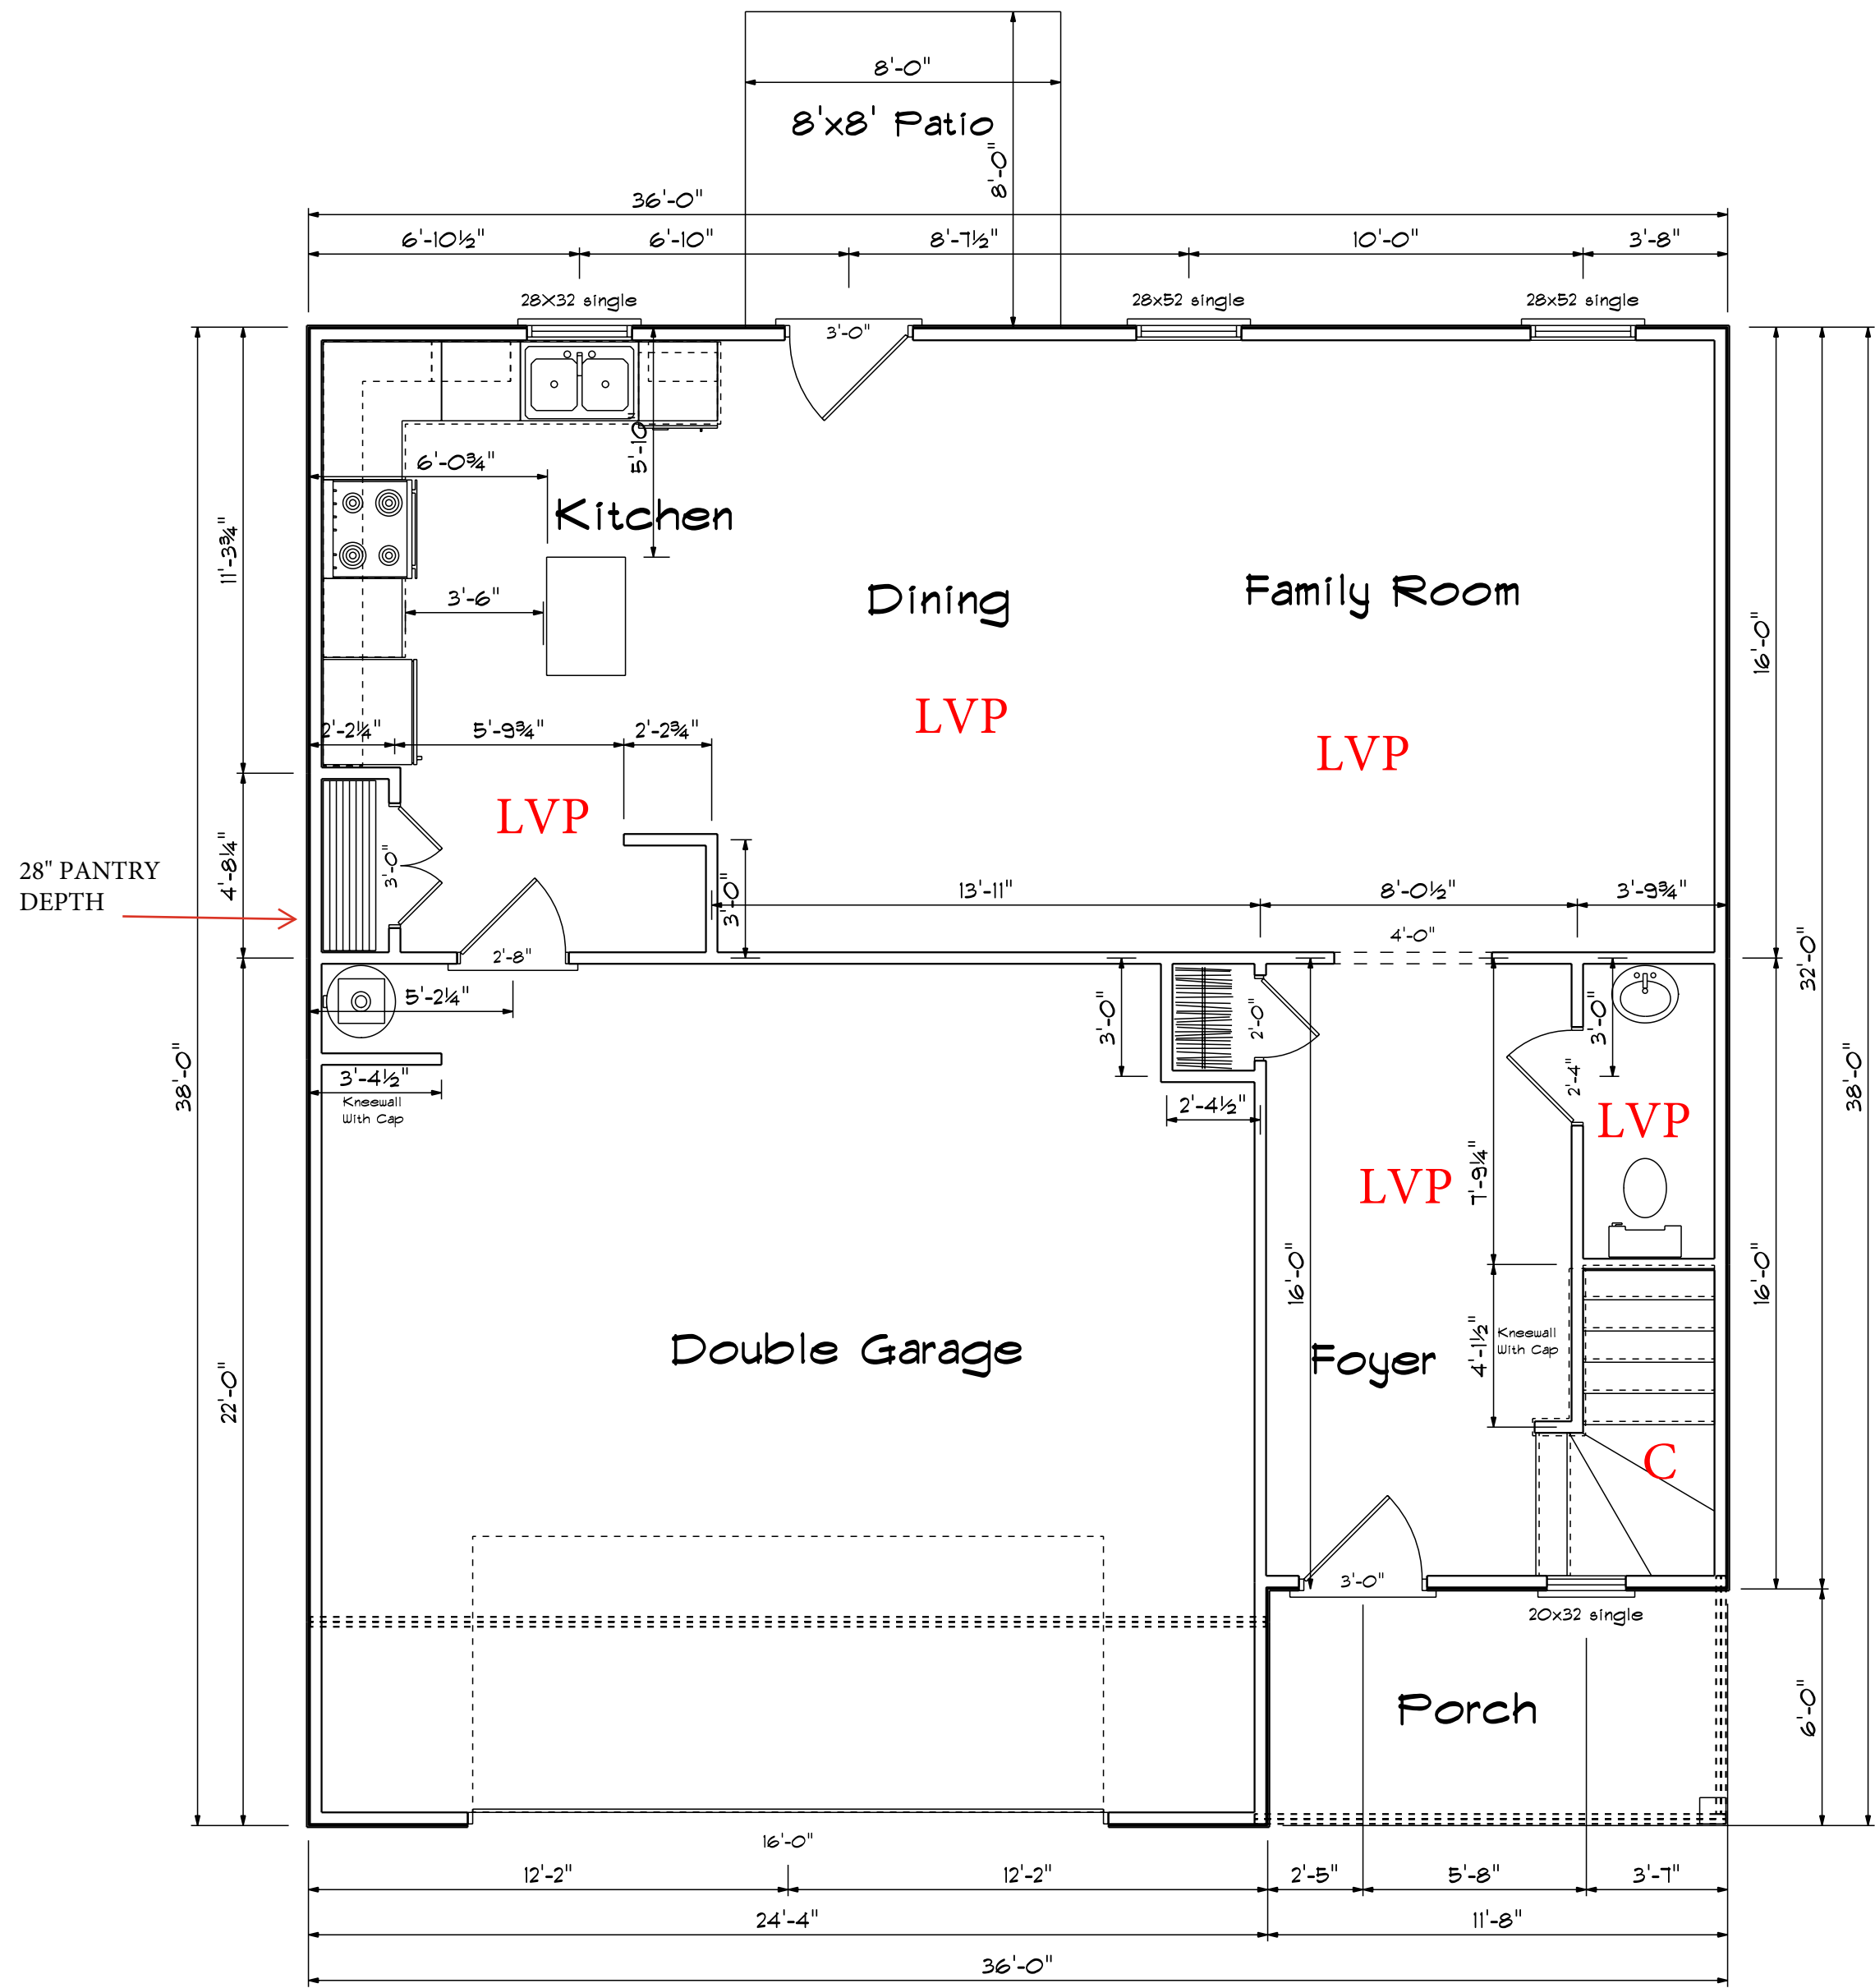 8'-0"
8'x8' Patio
8'-0"
36'-0"
6'-10½"
6'-10"
8'-7½"
10'-0"
3'-8"
28X32 single
28x52 single
28x52 single
3'-0"
5'-10"
6'-0¾"
Kitchen
11'-3¾"
3'-6"
Dining
Family Room
16'-0"
LVP
LVP
2'-2¼"
5'-9¾"
2'-2¾"
LVP
28" PANTRY
DEPTH
4'-8¼"
3'-0"
3'-0"
13'-11"
8'-0½"
3'-9¾"
4'-0"
2'-8"
32'-0"
5'-2¼"
3'-0"
2'-0"
3'-0"
38'-0"
3'-4½"
Kneewall
With Cap
2'-4½"
2'-4"
38'-0"
LVP
LVP
7'-9¼"
16'-0"
16'-0"
22'-0"
Double Garage
Foyer
4'-1½"
Kneewall
With Cap
C
3'-0"
20x32 single
Porch
6'-0"
16'-0"
12'-2"
12'-2"
2'-5"
5'-8"
3'-7"
24'-4"
11'-8"
36'-0"